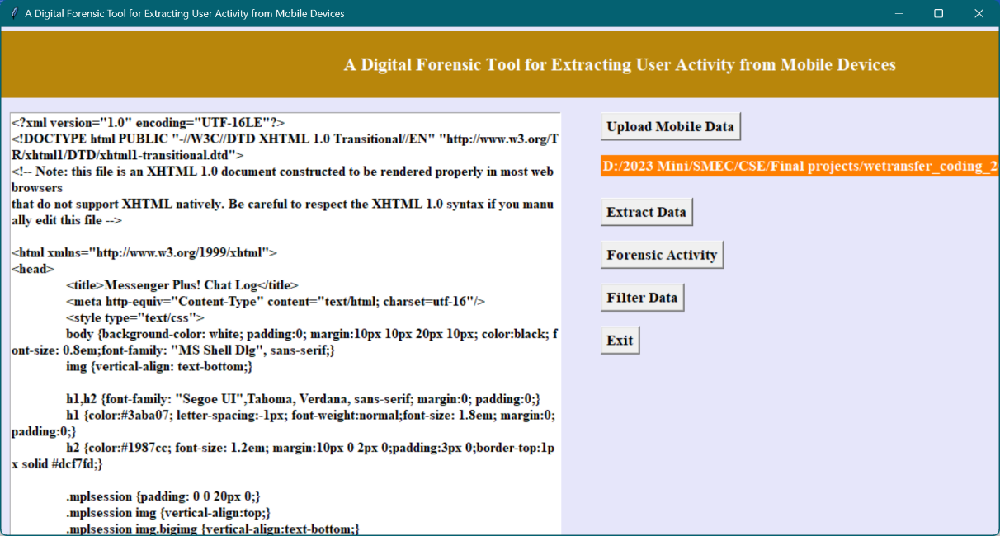 A Digital Forensic Tool for Extracting User Activity from Mobile Devices
A Digital Forensic Tool for Extracting User Activity from Mobile Devices
<?xml version="1.0" encoding="UTF-16LE"?>
<!DOCTYPE html PUBLIC "-//W3C//DTD XHTML 1.0 Transitional//EN" "http://www.w3.org/T
R/xhtml1/DTD/xhtml1-transitional.dtd">
<!-- Note: this file is an XHTML 1.0 document constructed to be rendered properly in most web
browsers
that do not support XHTML natively. Be careful to respect the XHTML 1.0 syntax if you manu
ally edit this file -->
<html xmlns="http://www.w3.org/1999/xhtml">
<head>
<title>Messenger Plus! Chat Log</title>
<meta http-equiv="Content-Type" content="text/html; charset=utf-16"/>
<style type="text/css">
body {background-color: white; padding:0; margin:10px 10px 20px 10px; color:black; f
ont-size: 0.8em;font-family: "MS Shell Dlg", sans-serif;}
img {vertical-align: text-bottom;}
h1,h2 {font-family: "Segoe UI",Tahoma, Verdana, sans-serif; margin:0; padding:0;}
h1 {color:#3aba07; letter-spacing:-1px; font-weight:normal;font-size: 1.8em; margin:0;
padding:0;}
h2 {color:#1987cc; font-size: 1.2em; margin:10px 0 2px 0;padding:3px 0;border-top:1p
x solid #dcf7fd;}
.mplsession {padding: 0 0 20px 0;}
.mplsession img {vertical-align:top;}
.mplsession img.bigimg {vertical-align:text-bottom;}
Upload Mobile Data
D:/2023 Mini/SMEC/CSE/Final projects/wetransfer_coding_2
Extract Data
Forensic Activity
Filter Data
Exit